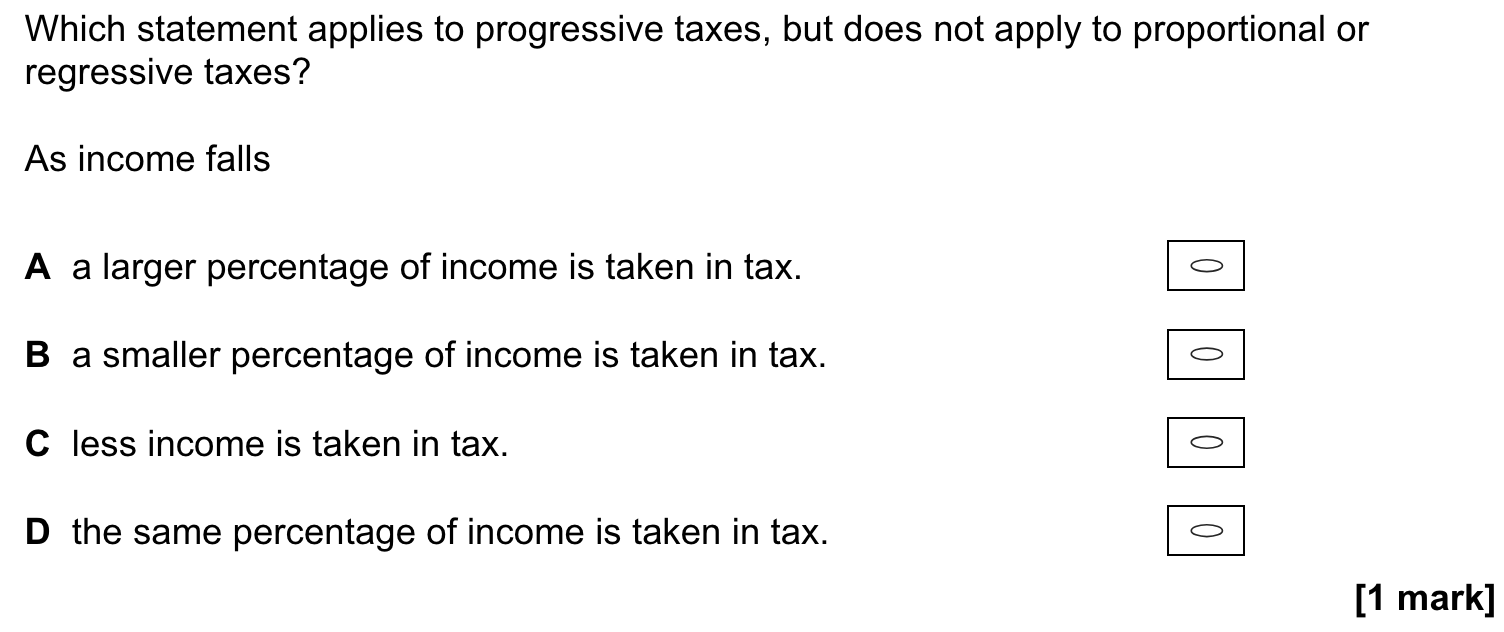 Which statement applies to progressive taxes, but does not apply to proportional or
regressive taxes?
As income falls
A a larger percentage of income is taken in tax.
B a smaller percentage of income is taken in tax.
C less income is taken in tax.
D the same percentage of income is taken in tax.
[1 mark]